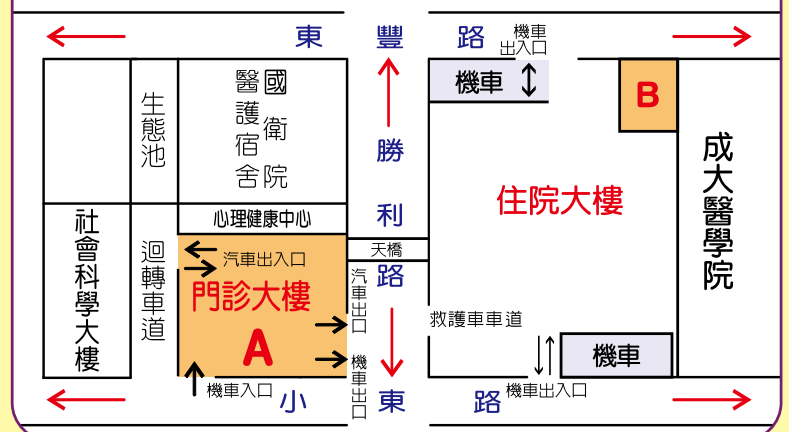 東豐路
機車
出入口
機車
B
生態池
國衛院
醫護宿舍
勝利路
成大醫學院
住院大樓
社會科學大樓
迴轉車道
心理健康中心
天橋
汽車出入口
門診大樓
A
汽車出口
機車出口
救護車車道
機車
機車入口
機車出入口
小東路